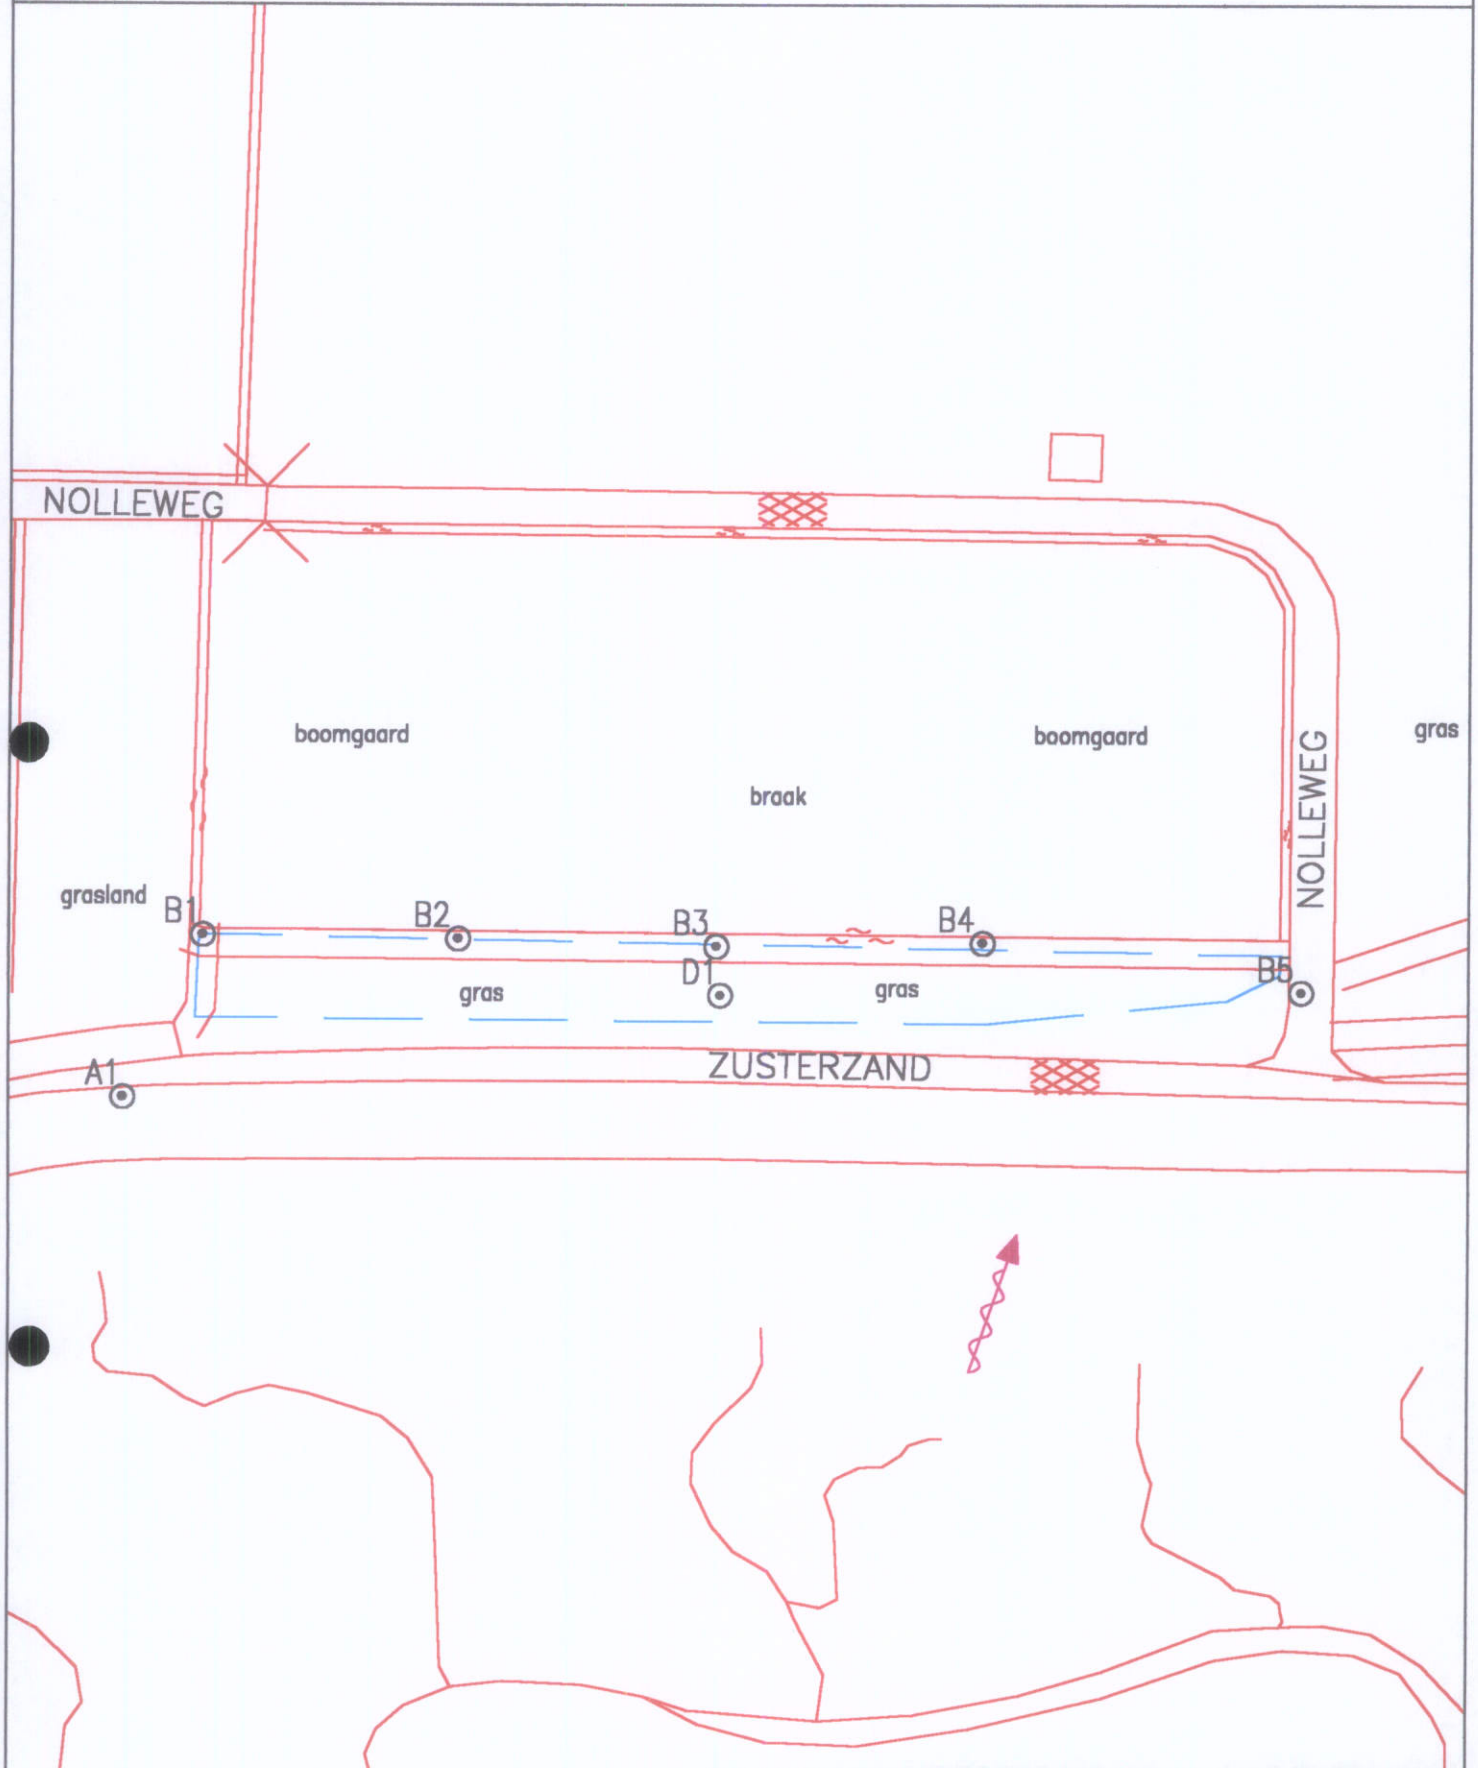 NOLLEWEG
boomgaard
boomgaard
gras
NOLLEWEG
braak
grasland
B1
B2
B3
B4
D1
B5
gras
gras
ZUSTERZAND
A1